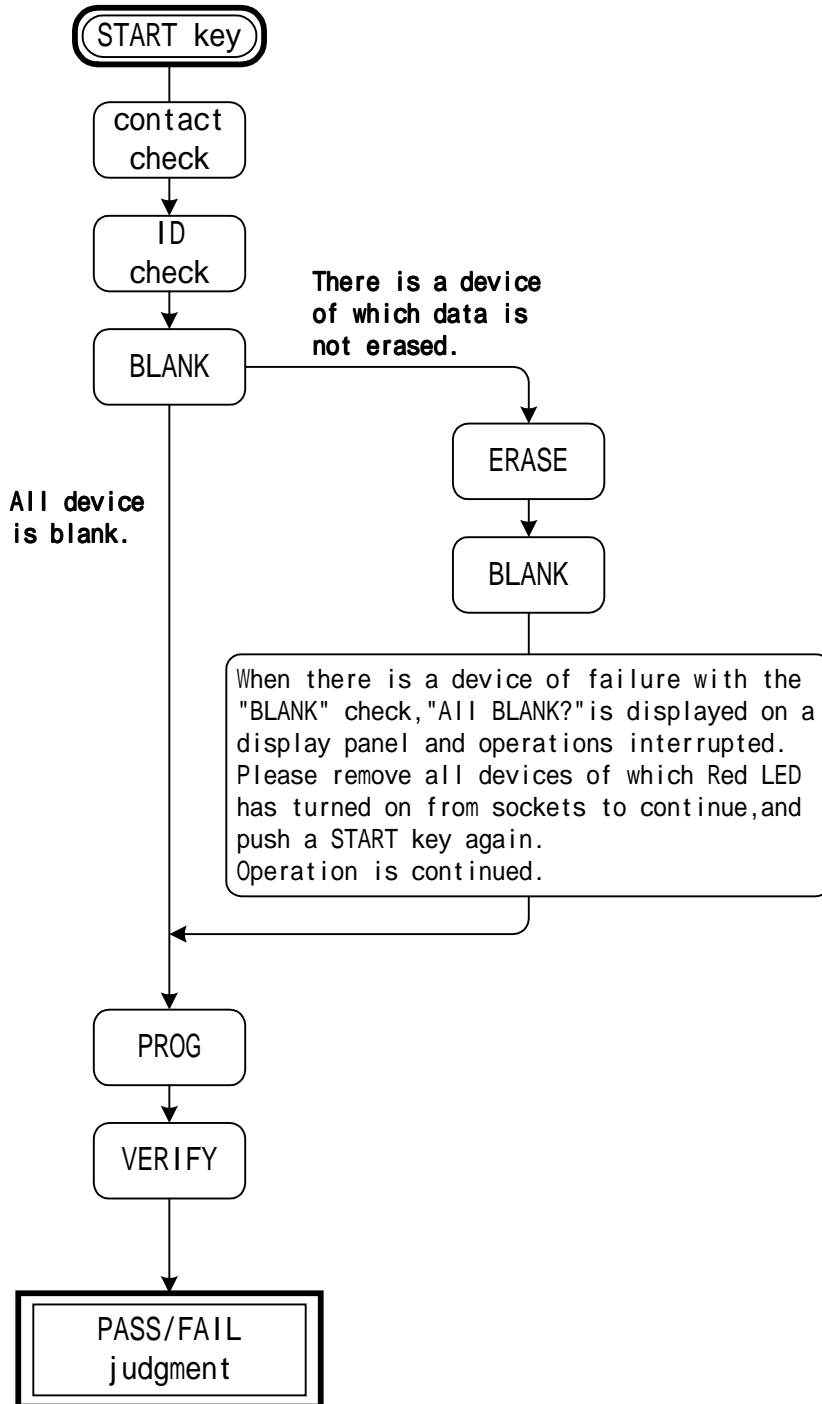 START key
contact
check
ID
check
There is a device
of which data is
not erased.
BLANK
ERASE
All device
is blank.
BLANK
When there is a device of failure with the
"BLANK" check,"All BLANK?"is displayed on a
display panel and operations interrupted.
Please remove all devices of which Red LED
has turned on from sockets to continue,and
push a START key again.
Operation is continued.
PROG
VERIFY
PASS/FAIL
judgment